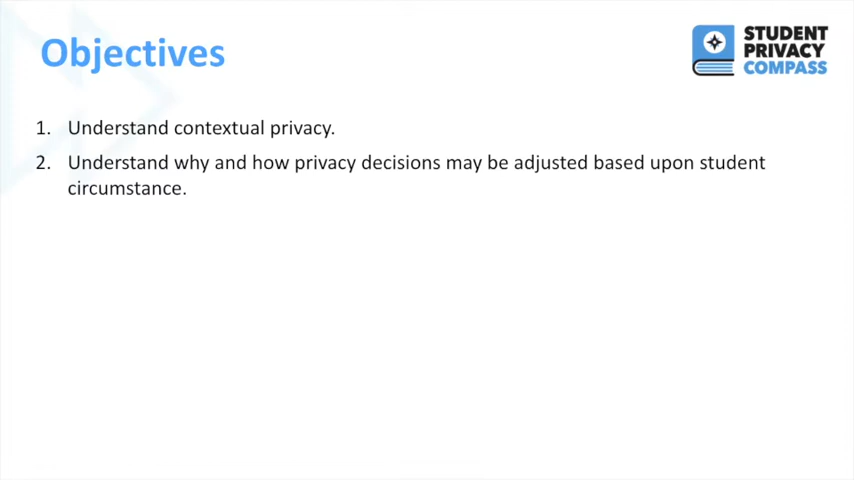 Objectives
STUDENT
PRIVACY
COMPASS
1. Understand contextual privacy.
2. Understand why and how privacy decisions may be adjusted based upon student
circumstance.